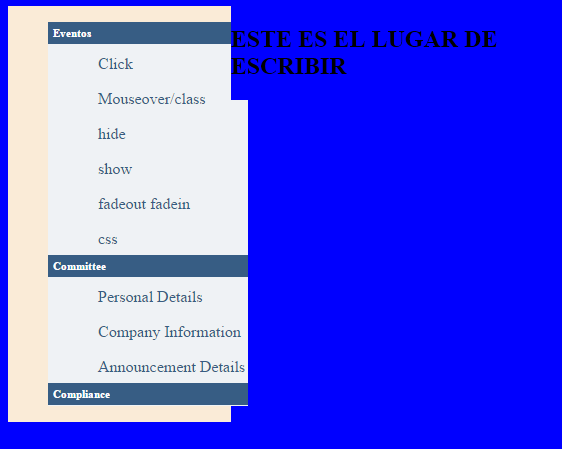 Eventos
Click
Mouseover/class
hide
show
fadeout fadein
css
Committee
Personal Details
Company Information
Announcement Details
Compliance
ESTE ES EL LUGAR DE
ESCRIBIR